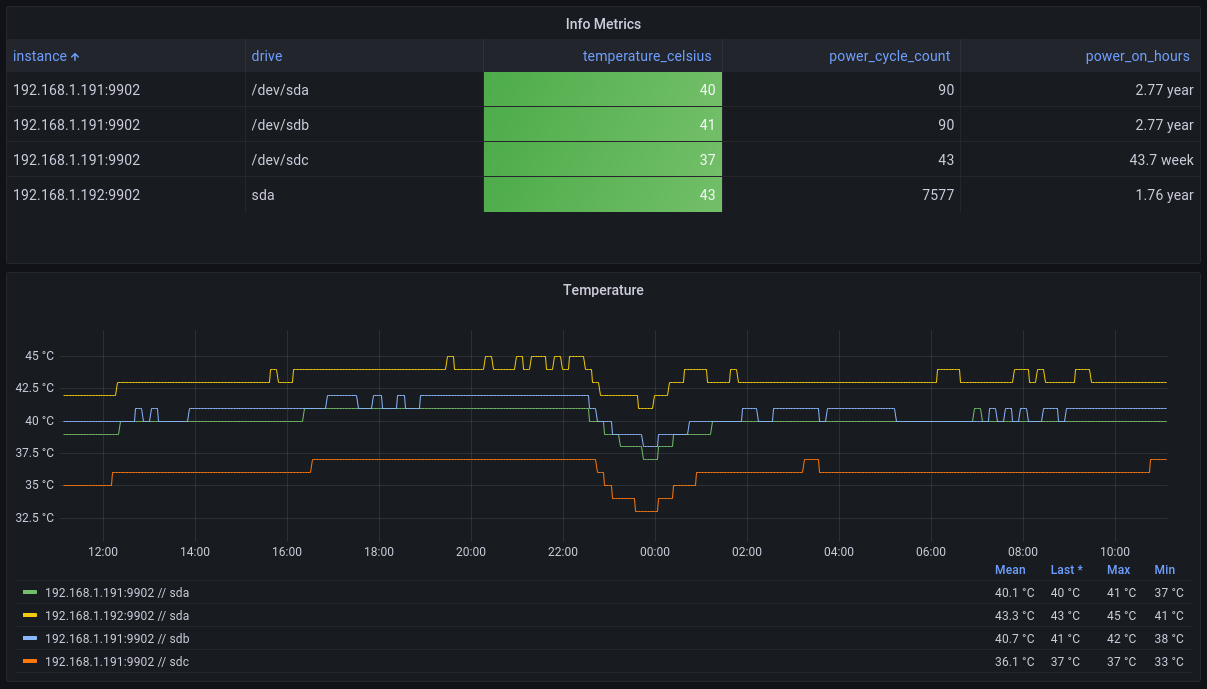 Info Metrics
instance drive temperature_celsius power_cycle_count power_on_hours
192.168.1.191:9902 /dev/sda 40 90 2.77 year
192.168.1.191:9902 /dev/sdb 41 90 2.77 year
192.168.1.191:9902 /dev/sdc 37 43 43.7 week
192.168.1.192:9902 sda 43 7577 1.76 year
Temperature
45 °C
42.5 °C
40 °C
37.5 °C
35 °C
32.5 °C
12:00 14:00 16:00 18:00 20:00 22:00 00:00 02:00 04:00 06:00 08:00 10:00
Mean Last * Max Min
192.168.1.191:9902 // sda 40.1 °C 40 °C 41 °C 37 °C
192.168.1.192:9902 // sda 43.3 °C 43 °C 45 °C 41 °C
192.168.1.191:9902 // sdb 40.7 °C 41 °C 42 °C 38 °C
192.168.1.191:9902 // sdc 36.1 °C 37 °C 37 °C 33 °C